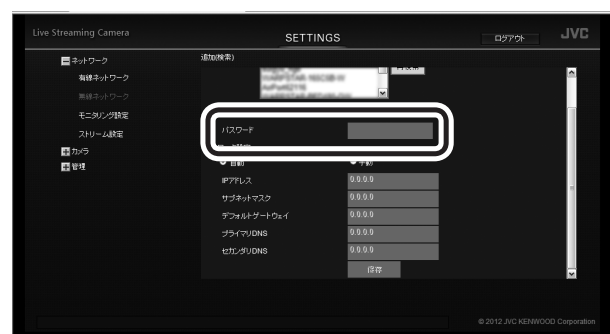 Live Streaming Camera
SETTINGS
ログアウト
JVC
ネットワーク
有線ネットワーク
無線ネットワーク
モニタリング設定
ストリーム設定
カメラ
管理
追加(検索)
パスワード
自動
手動
IPアドレス 0.0.0.0
サブネットマスク 0.0.0.0
デフォルトゲートウェイ 0.0.0.0
プライマリDNS 0.0.0.0
セカンダリDNS 0.0.0.0
保存
© 2012 JVC KENWOOD Corporation